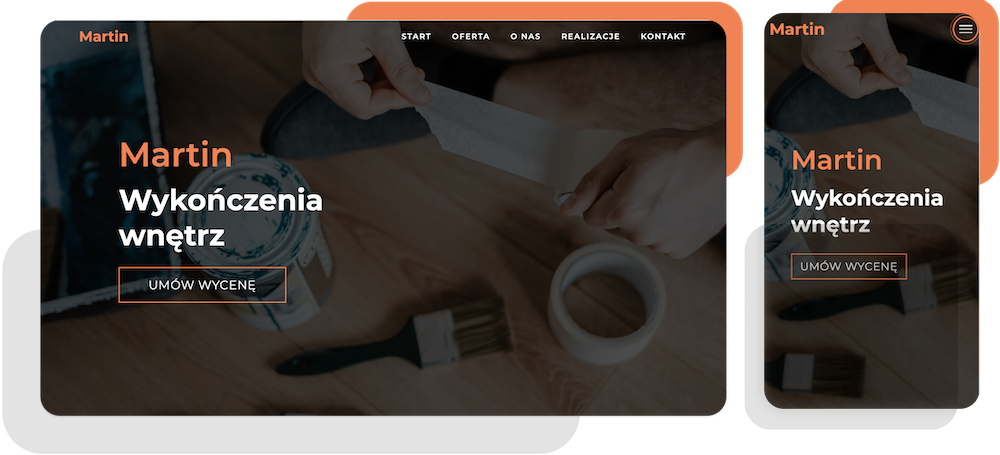 Martin
START OFERTA O NAS REALIZACJE KONTAKT
Martin
Wykończenia
wnętrz
UMÓW WYCENĘ
Martin
Martin
Wykończenia
wnętrz
UMÓW WYCENĘ